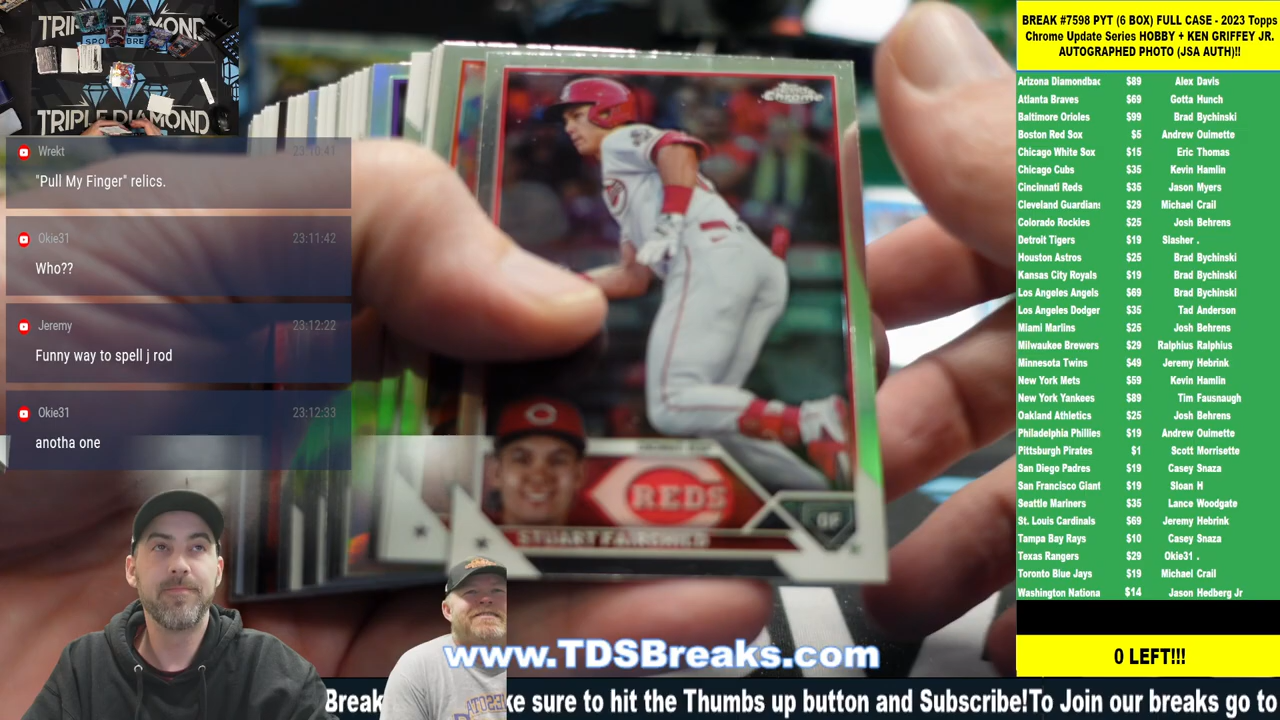 TRIPLE DIAMOND
TRIPLE DIAMOND
Wrekt 23:10:41
"Pull My Finger" relics.
Okie31 23:11:42
Who??
Jeremy 23:12:22
Funny way to spell j rod
Okie31 23:12:33
anotha one
Chrome
REDS
OF
STUART FAIRCHILD
BREAK #7598 PYT (6 BOX) FULL CASE - 2023 Topps
Chrome Update Series HOBBY + KEN GRIFFEY JR.
AUTOGRAPHED PHOTO (JSA AUTH)!!
Arizona Diamondbac $89 Alex Davis
Atlanta Braves $69 Gotta Hunch
Baltimore Orioles $99 Brad Bychinski
Boston Red Sox $5 Andrew Ouimette
Chicago White Sox $15 Eric Thomas
Chicago Cubs $35 Kevin Hamlin
Cincinnati Reds $35 Jason Myers
Cleveland Guardians $29 Michael Crail
Colorado Rockies $25 Josh Behrens
Detroit Tigers $19 Slasher .
Houston Astros $25 Brad Bychinski
Kansas City Royals $19 Brad Bychinski
Los Angeles Angels $69 Brad Bychinski
Los Angeles Dodger $35 Tad Anderson
Miami Marlins $25 Josh Behrens
Milwaukee Brewers $29 Ralphius Ralphius
Minnesota Twins $49 Jeremy Hebrink
New York Mets $59 Kevin Hamlin
New York Yankees $89 Tim Fausnaugh
Oakland Athletics $25 Josh Behrens
Philadelphia Phillies $19 Andrew Ouimette
Pittsburgh Pirates $1 Scott Morrisette
San Diego Padres $19 Casey Snaza
San Francisco Giant $19 Sloan H
Seattle Mariners $35 Lance Woodgate
St. Louis Cardinals $69 Jeremy Hebrink
Tampa Bay Rays $10 Casey Snaza
Texas Rangers $29 Okie31 .
Toronto Blue Jays $19 Michael Crail
Washington Nationa $14 Jason Hedberg Jr
0 LEFT!!!
www.TDSBreaks.com
Break ke sure to hit the Thumbs up button and Subscribe!To Join our breaks go to